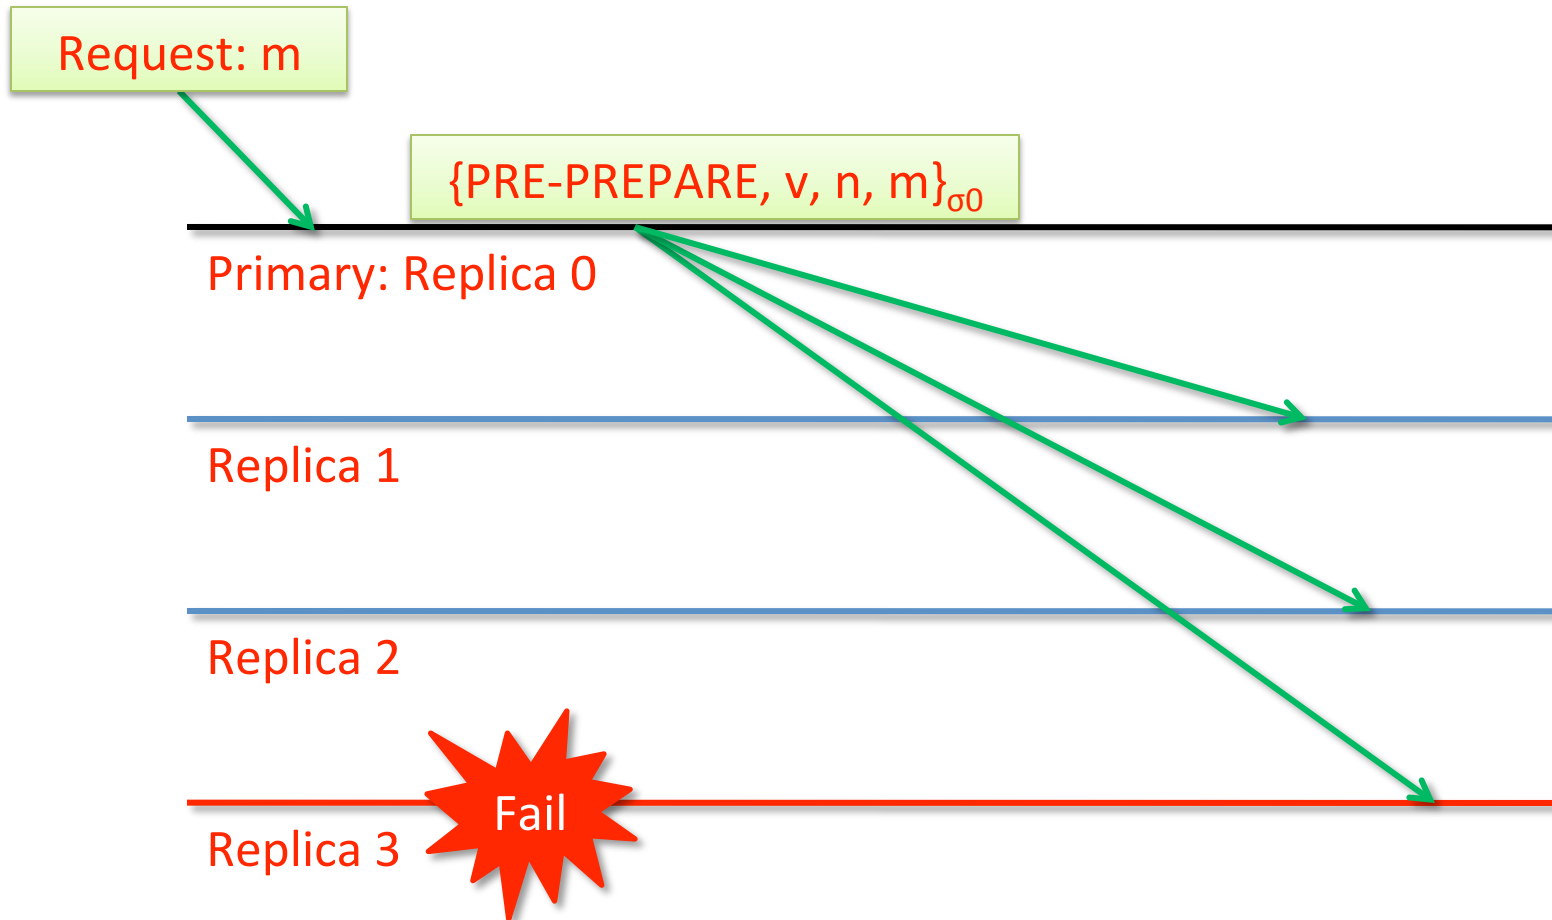 Request: m
{PRE-PREPARE, v, n, m}σ0
Primary: Replica 0
Replica 1
Replica 2
Fail
Replica 3